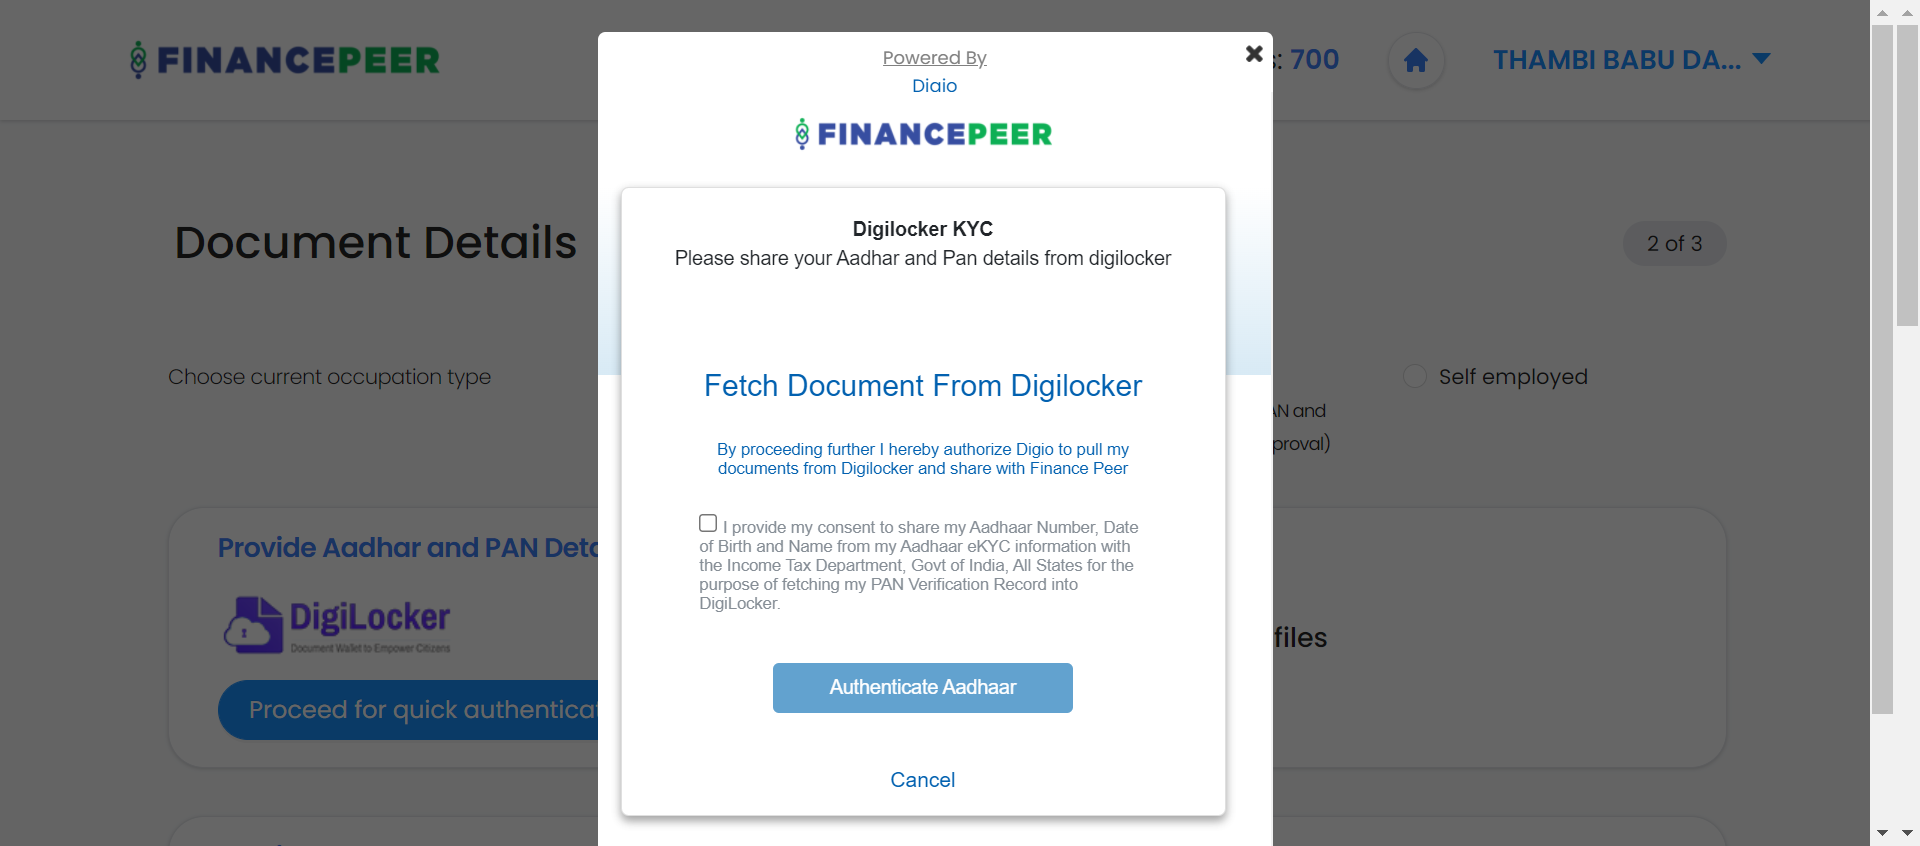 FINANCEPEER
: 700
THAMBI BABU DA...
Powered By
Digio
FINANCEPEER
Document Details
2 of 3
Digilocker KYC
Please share your Aadhar and Pan details from digilocker
Choose current occupation type
Self employed
AN and
proval)
Fetch Document From Digilocker
By proceeding further I hereby authorize Digio to pull my
documents from Digilocker and share with Finance Peer
I provide my consent to share my Aadhaar Number, Date
of Birth and Name from my Aadhaar eKYC information with
the Income Tax Department, Govt of India, All States for the
purpose of fetching my PAN Verification Record into
DigiLocker.
Provide Aadhar and PAN Deta
DigiLocker
Document Wallet to Empower Citizens
Proceed for quick authenticat
files
Authenticate Aadhaar
Cancel